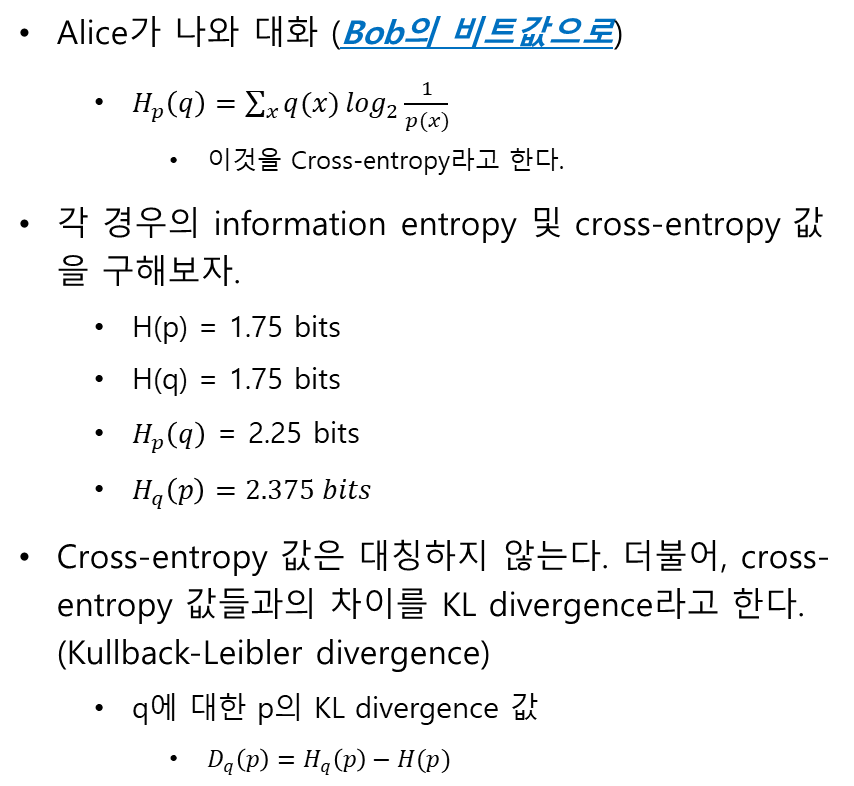 • Alice가 나와 대화 (Bob의 비트값으로)
• $H_p(q) = \sum_x q(x) \log_2 \frac{1}{p(x)}$
• 이것을 Cross-entropy라고 한다.
• 각 경우의 information entropy 및 cross-entropy 값
을 구해보자.
• H(p) = 1.75 bits
• H(q) = 1.75 bits
• $H_p(q)$ = 2.25 bits
• $H_q(p) = 2.375 \; bits$
• Cross-entropy 값은 대칭하지 않는다. 더불어, cross-
entropy 값들과의 차이를 KL divergence라고 한다.
(Kullback-Leibler divergence)
• q에 대한 p의 KL divergence 값
• $D_q(p) = H_q(p) - H(p)$